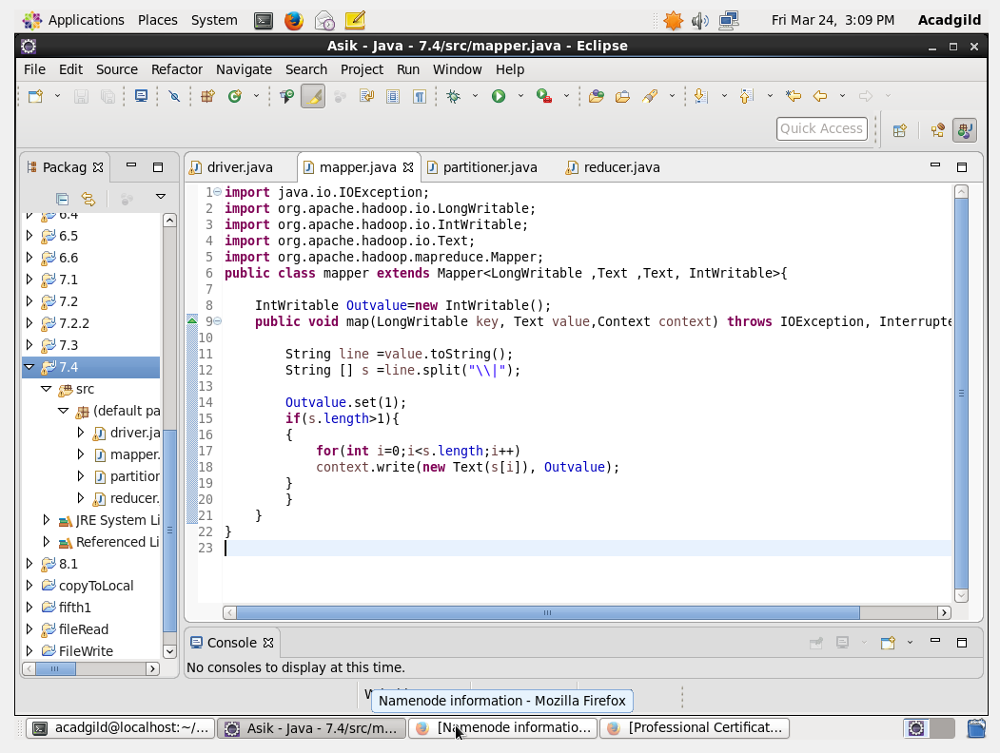 Applications Places System Fri Mar 24, 3:09 PM Acadgild
Asik - Java - 7.4/src/mapper.java - Eclipse
File Edit Source Refactor Navigate Search Project Run Window Help
Quick Access
Packag
driver.java mapper.java partitioner.java reducer.java
6.4
6.5
6.6
7.1
7.2
7.2.2
7.3
7.4
src
(default pa
driver.ja
mapper.
partition
reducer.
JRE System Li
Referenced Li
8.1
copyToLocal
fifth1
fileRead
FileWrite
1 import java.io.IOException;
2 import org.apache.hadoop.io.LongWritable;
3 import org.apache.hadoop.io.IntWritable;
4 import org.apache.hadoop.io.Text;
5 import org.apache.hadoop.mapreduce.Mapper;
6 public class mapper extends Mapper<LongWritable ,Text ,Text, IntWritable>{
7
8 IntWritable Outvalue=new IntWritable();
9 public void map(LongWritable key, Text value,Context context) throws IOException, Interrupte
10
11 String line =value.toString();
12 String [] s =line.split("\\|");
13
14 Outvalue.set(1);
15 if(s.length>1){
16 {
17 for(int i=0;i<s.length;i++)
18 context.write(new Text(s[i]), Outvalue);
19 }
20 }
21 }
22 }
23
Console
No consoles to display at this time.
Namenode information - Mozilla Firefox
acadgild@localhost:~/... Asik - Java - 7.4/src/m... [Namenode informatio... [Professional Certificat...